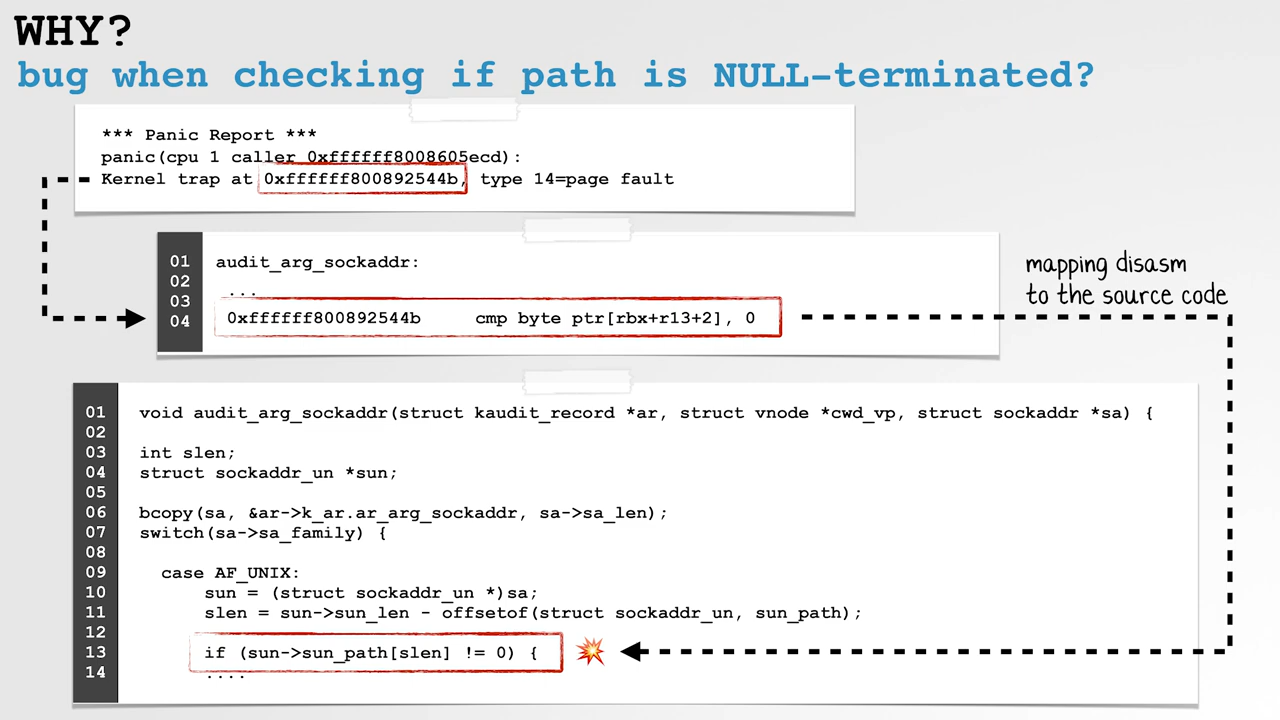 WHY?
bug when checking if path is NULL-terminated?
*** Panic Report ***
panic(cpu 1 caller 0xffffff8008605ecd):
Kernel trap at 0xffffff800892544b, type 14=page fault
mapping disasm
to the source code
01 audit_arg_sockaddr:
02 ...
03
04 0xffffff800892544b cmp byte ptr[rbx+r13+2], 0
01 void audit_arg_sockaddr(struct kaudit_record *ar, struct vnode *cwd_vp, struct sockaddr *sa) {
02
03 int slen;
04 struct sockaddr_un *sun;
05
06 bcopy(sa, &ar->k_ar.ar_arg_sockaddr, sa->sa_len);
07 switch(sa->sa_family) {
08
09 case AF_UNIX:
10 sun = (struct sockaddr_un *)sa;
11 slen = sun->sun_len - offsetof(struct sockaddr_un, sun_path);
12
13 if (sun->sun_path[slen] != 0) {
14 ....